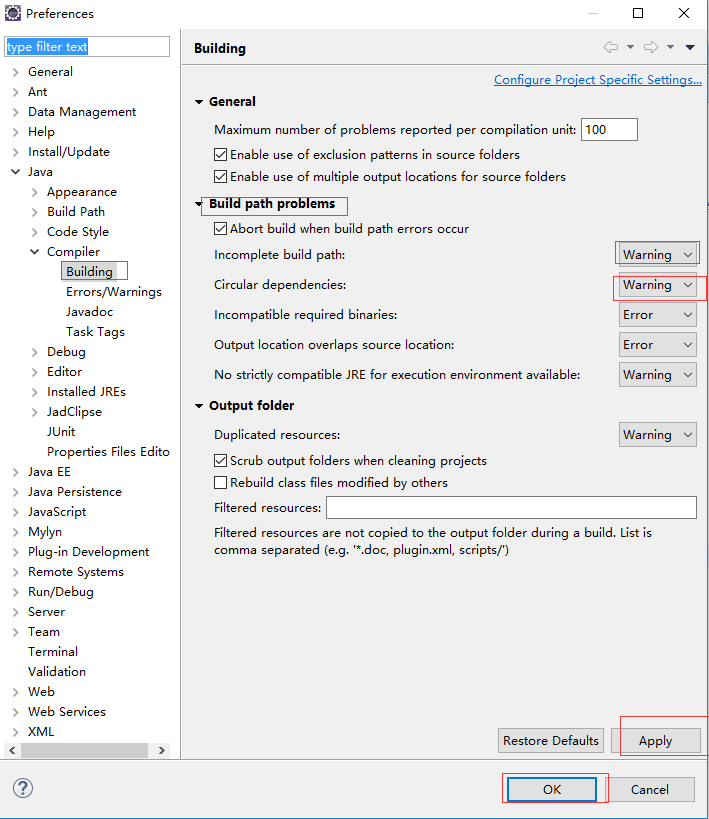 Preferences
type filter text
General
Ant
Data Management
Help
Install/Update
Java
Appearance
Build Path
Code Style
Compiler
Building
Errors/Warnings
Javadoc
Task Tags
Debug
Editor
Installed JREs
JadClipse
JUnit
Properties Files Edito
Java EE
Java Persistence
JavaScript
Mylyn
Plug-in Development
Remote Systems
Run/Debug
Server
Team
Terminal
Validation
Web
Web Services
XML
Building
Configure Project Specific Settings...
General
Maximum number of problems reported per compilation unit: 100
Enable use of exclusion patterns in source folders
Enable use of multiple output locations for source folders
Build path problems
Abort build when build path errors occur
Incomplete build path: Warning
Circular dependencies: Warning
Incompatible required binaries: Error
Output location overlaps source location: Error
No strictly compatible JRE for execution environment available: Warning
Output folder
Duplicated resources: Warning
Scrub output folders when cleaning projects
Rebuild class files modified by others
Filtered resources:
Filtered resources are not copied to the output folder during a build. List is
comma separated (e.g. '*.doc, plugin.xml, scripts/')
Restore Defaults Apply
OK Cancel